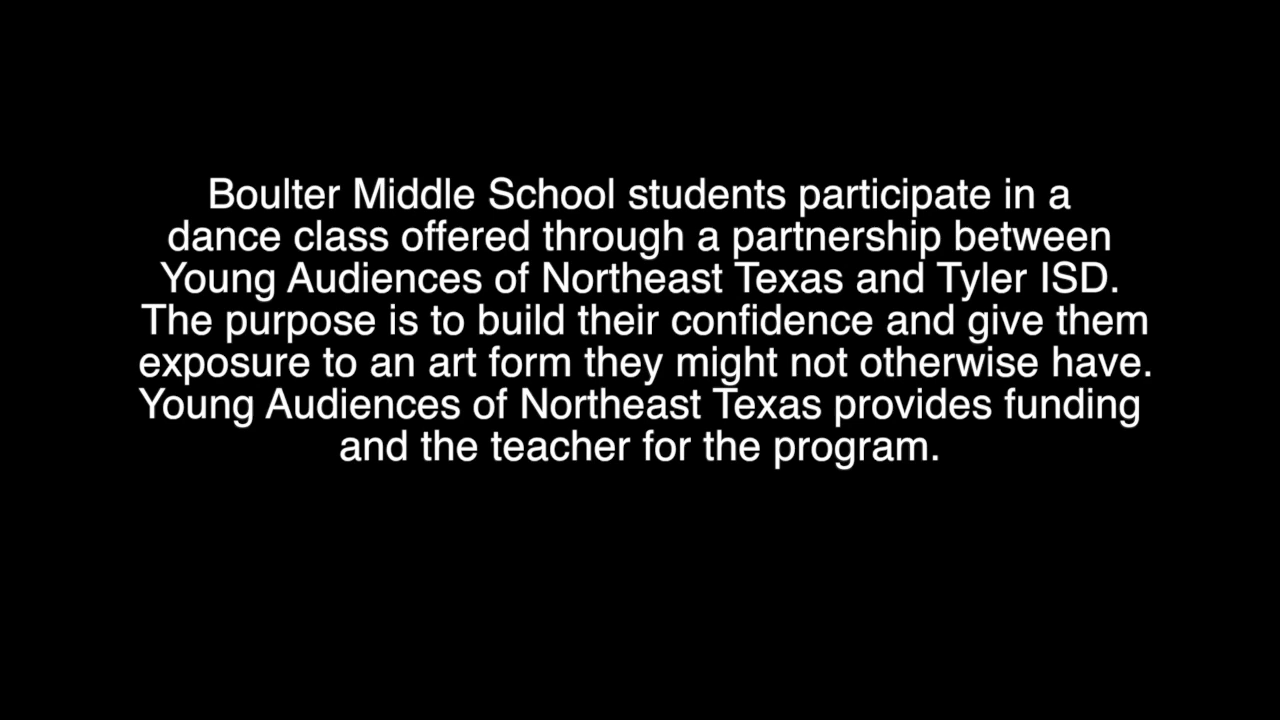 Boulter Middle School students participate in a
dance class offered through a partnership between
Young Audiences of Northeast Texas and Tyler ISD.
The purpose is to build their confidence and give them
exposure to an art form they might not otherwise have.
Young Audiences of Northeast Texas provides funding
and the teacher for the program.